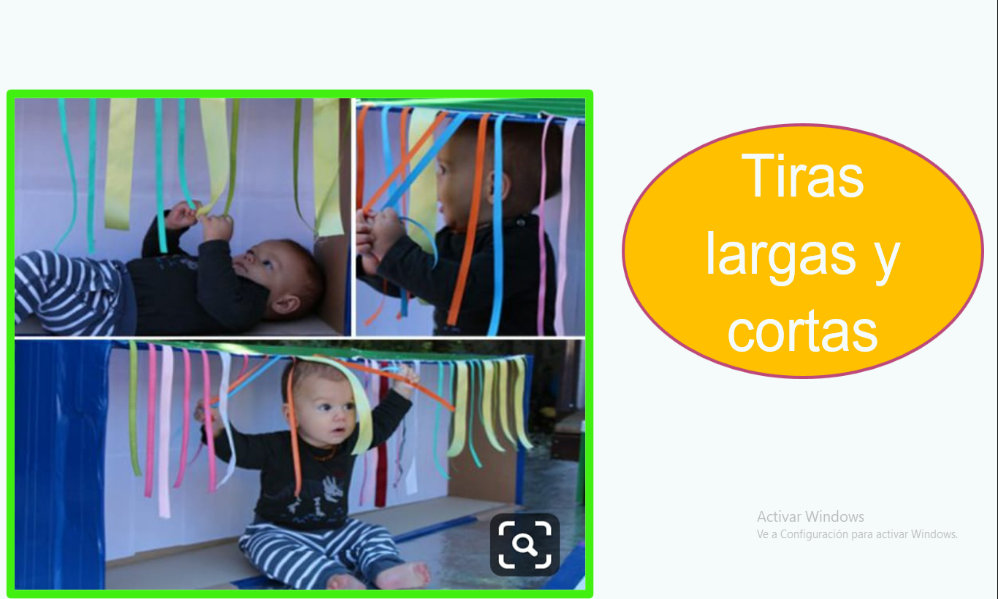 Tiras
largas y
cortas
Activar Windows
Ve a Configuración para activar Windows.